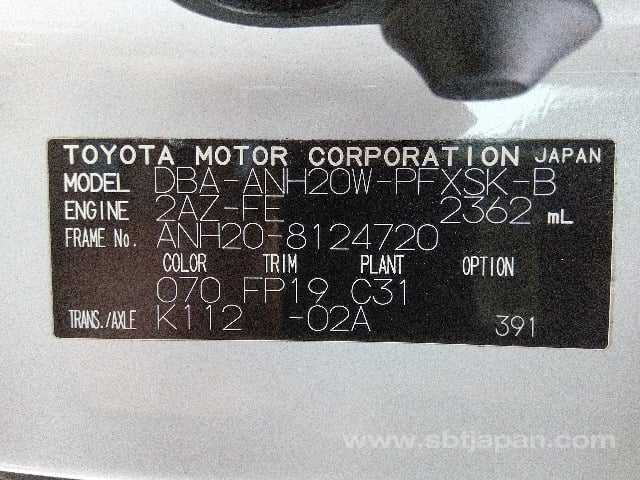 TOYOTA MOTOR CORPORATION JAPAN
MODEL DBA-ANH20W-PFXSK-B
ENGINE 2AZ-FE 2362 mL
FRAME No. ANH20-8124720
COLOR TRIM PLANT OPTION
070 FP19 C31
TRANS./AXLE K112 -02A 391
www.sbtjapan.com